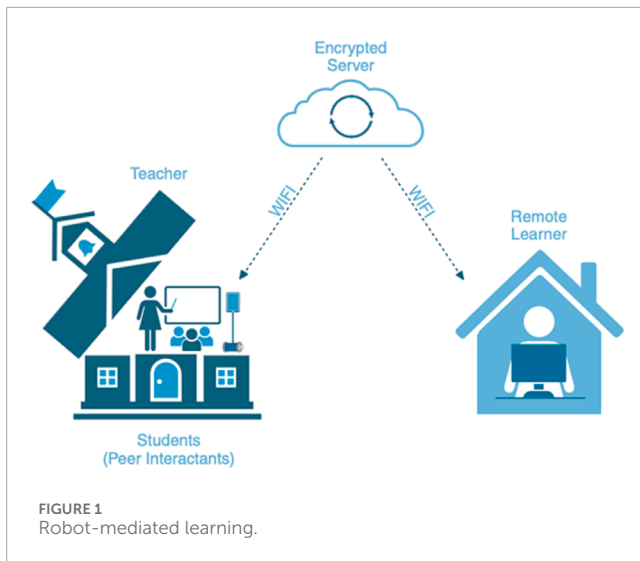 Encrypted
Server
Teacher
WIFI
WIFI
Remote
Learner
Students
(Peer Interactants)
FIGURE 1
Robot-mediated learning.